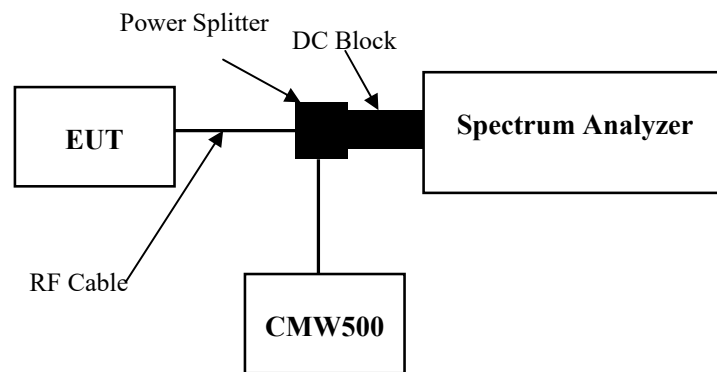 Power Splitter
DC Block
EUT
Spectrum Analyzer
RF Cable
CMW500